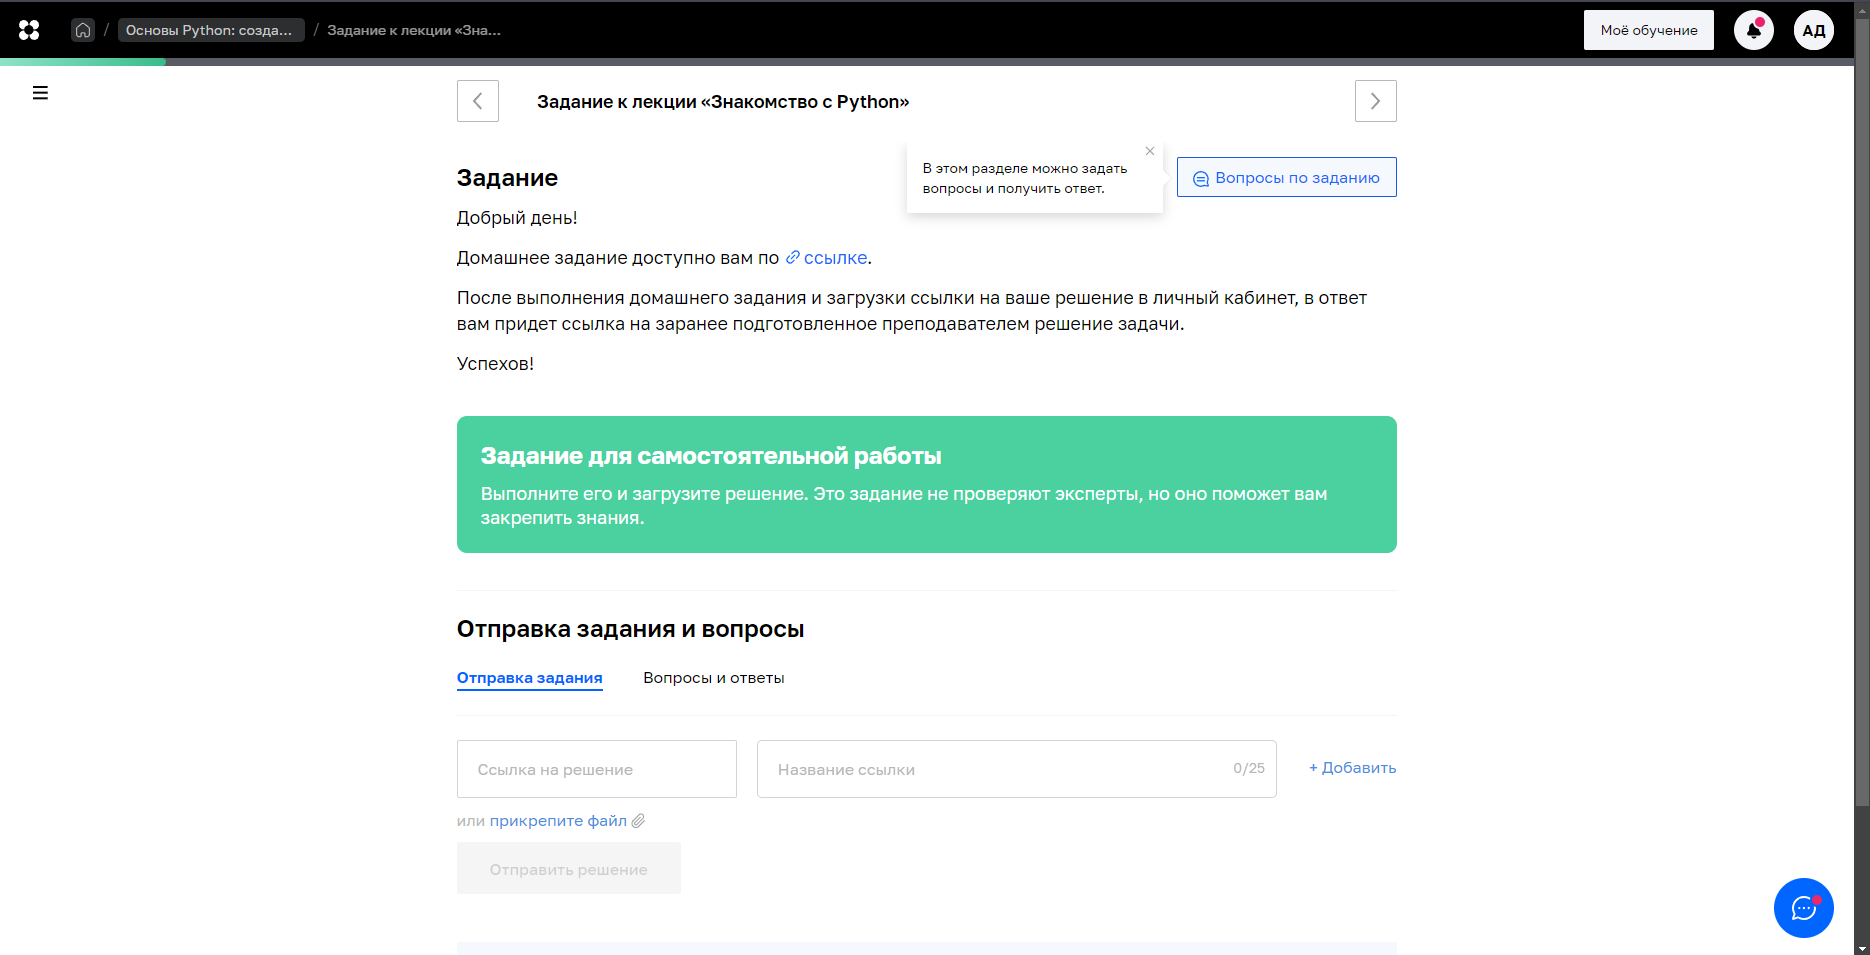 Основы Python: созда...
/
Задание к лекции «Зна...
Моё обучение
АД
Задание к лекции «Знакомство с Python»
В этом разделе можно задать
вопросы и получить ответ.
Вопросы по заданию
Задание
Добрый день!
Домашнее задание доступно вам по ссылке.
После выполнения домашнего задания и загрузки ссылки на ваше решение в личный кабинет, в ответ
вам придет ссылка на заранее подготовленное преподавателем решение задачи.
Успехов!
Задание для самостоятельной работы
Выполните его и загрузите решение. Это задание не проверяют эксперты, но оно поможет вам
закрепить знания.
Отправка задания и вопросы
Отправка задания
Вопросы и ответы
Ссылка на решение
Название ссылки
0/25
+ Добавить
или прикрепите файл
Отправить решение